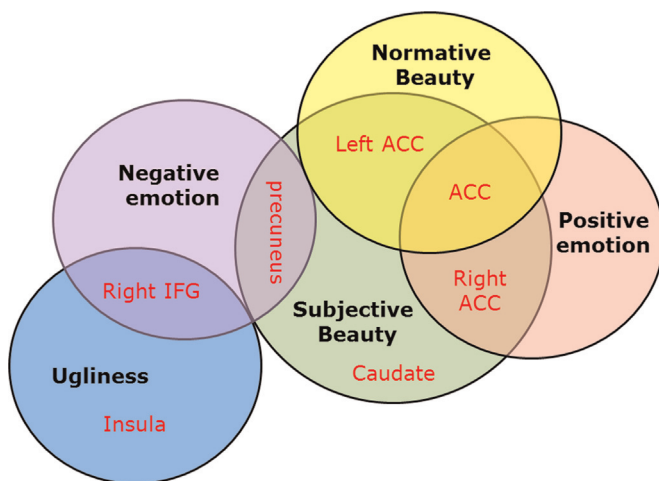 Normative
Beauty
Left ACC
Negative
emotion
precuneus
ACC
Positive
emotion
Right IFG
Right
ACC
Subjective
Beauty
Ugliness
Caudate
Insula